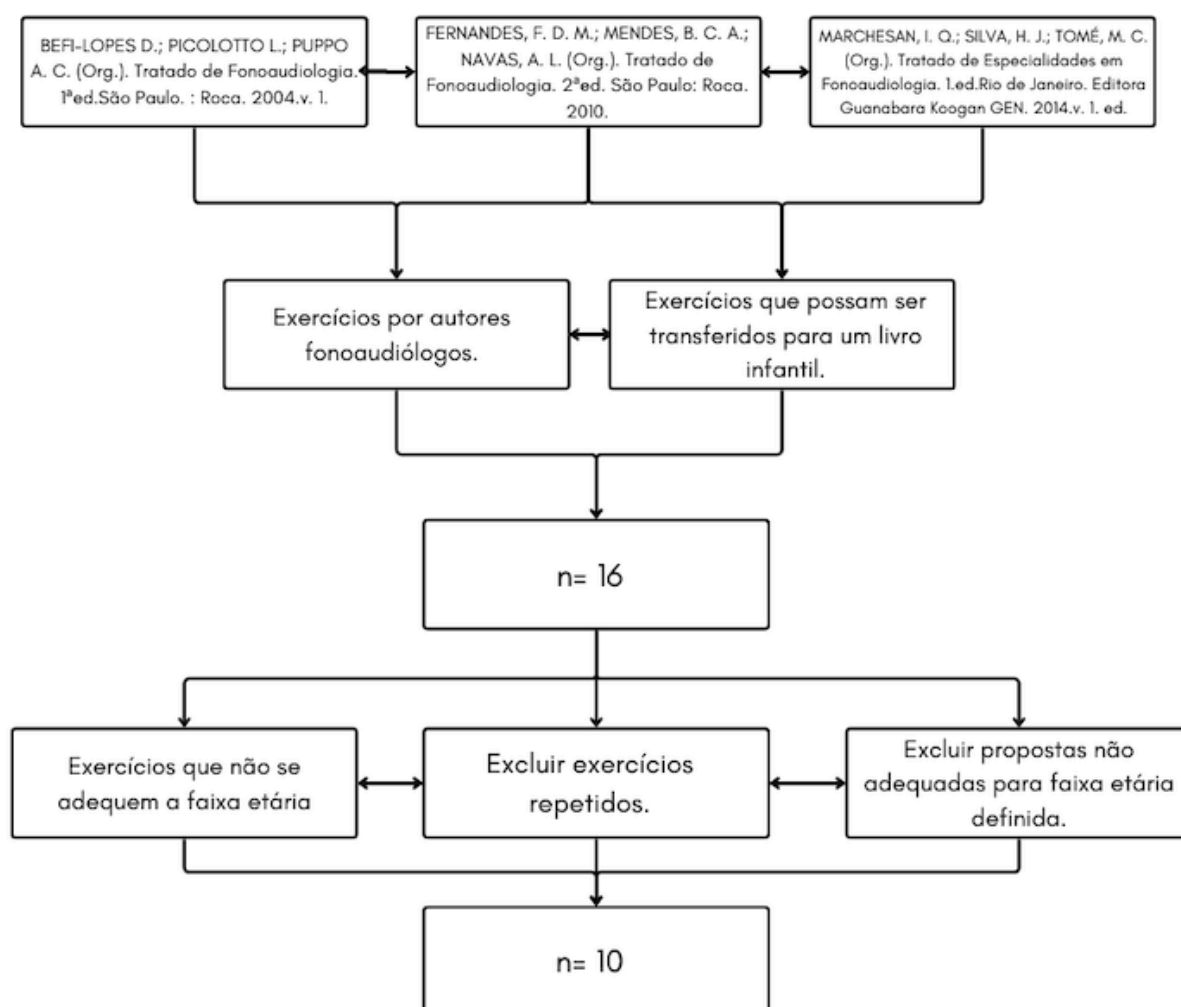 BEFI-LOPES D.; PICOLOTTO L.; PUPPO
A. C. (Org.). Tratado de Fonoaudiologia.
1ªed.São Paulo. : Roca. 2004.v. 1.
FERNANDES, F. D. M.; MENDES, B. C. A.;
NAVAS, A. L. (Org.). Tratado de
Fonoaudiologia. 2ªed. São Paulo: Roca.
2010.
MARCHESAN, I. Q.; SILVA, H. J.; TOMÉ, M. C.
(Org.). Tratado de Especialidades em
Fonoaudiologia. 1.ed.Rio de Janeiro. Editora
Guanabara Koogan GEN. 2014.v. 1. ed.
Exercícios por autores
fonoaudiólogos.
Exercícios que possam ser
transferidos para um livro
infantil.
n= 16
Exercícios que não se
adequem a faixa etária
Excluir exercícios
repetidos.
Excluir propostas não
adequadas para faixa etária
definida.
n= 10